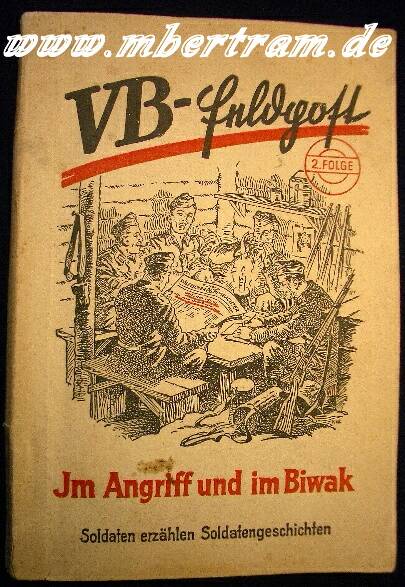 www.mbertram.de
VB-Feldpost
2. FOLGE
Jm Angriff und im Biwak
Soldaten erzählen Soldatengeschichten